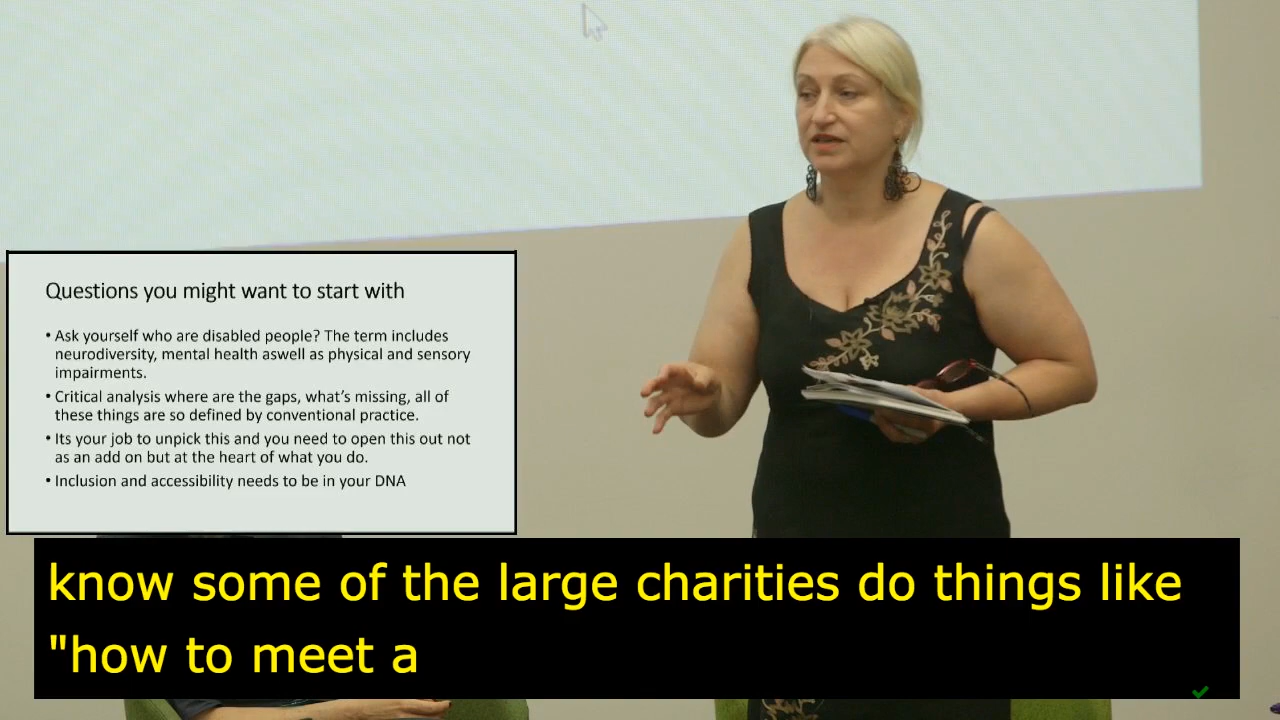 Questions you might want to start with
• Ask yourself who are disabled people? The term includes
neurodiversity, mental health aswell as physical and sensory
impairments.
• Critical analysis where are the gaps, what's missing, all of
these things are so defined by conventional practice.
• Its your job to unpick this and you need to open this out not
as an add on but at the heart of what you do.
• Inclusion and accessibility needs to be in your DNA
know some of the large charities do things like
"how to meet a